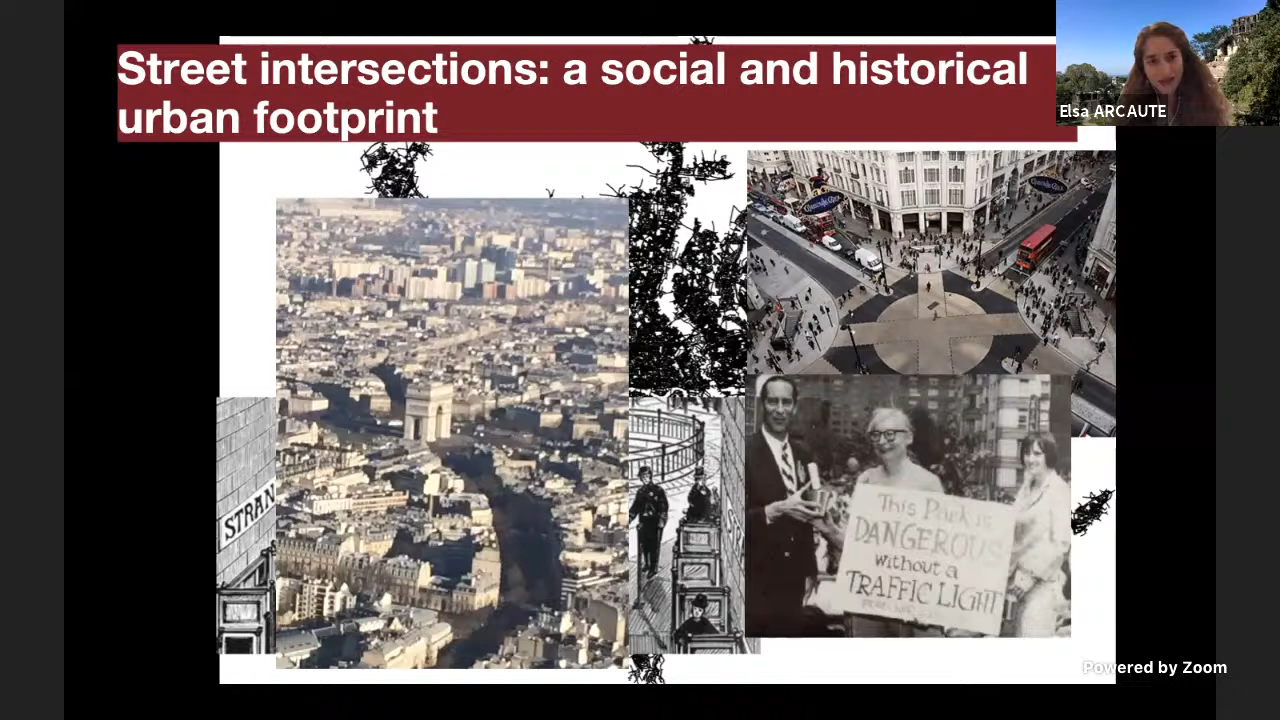 Street intersections: a social and historical
urban footprint
Elsa ARCAUTE
STRAN
This Park is
DANGEROUS
without a
TRAFFIC LIGHT
Powered by Zoom